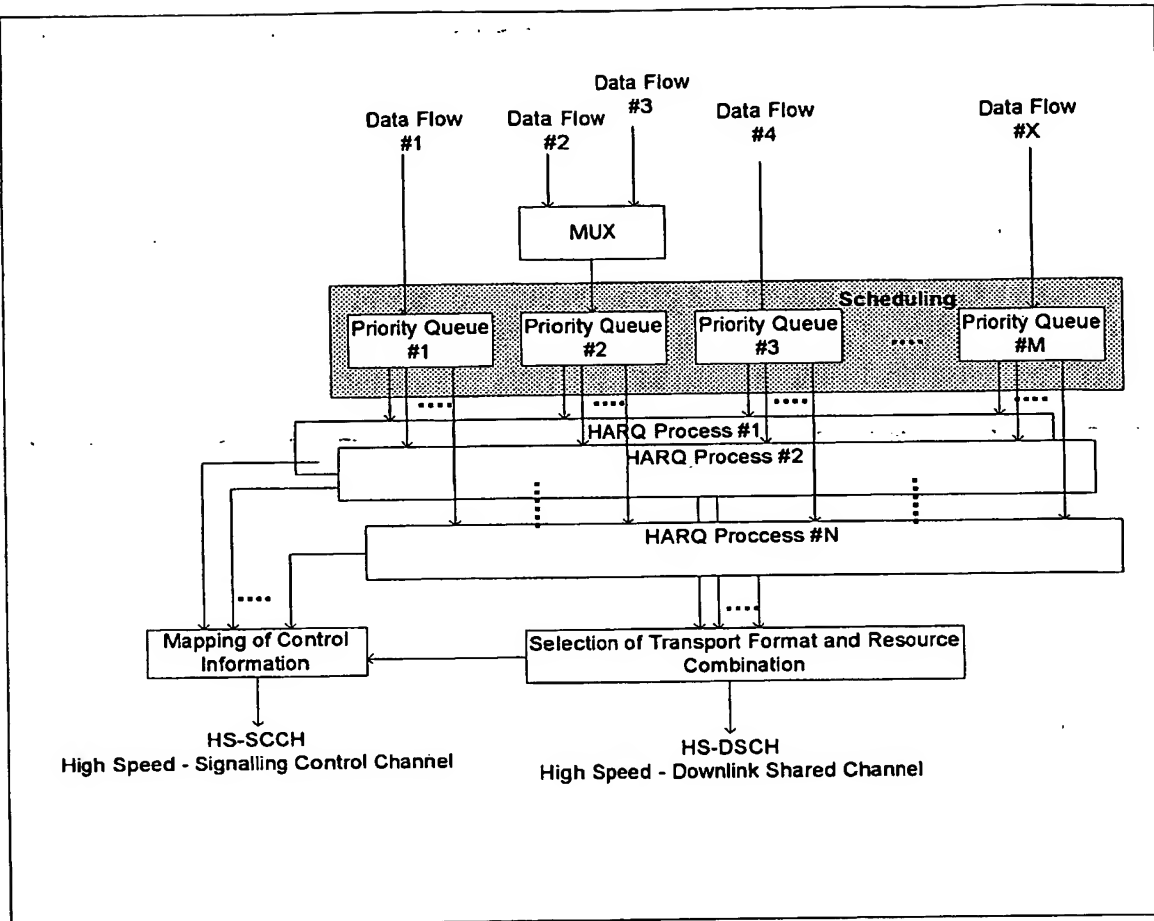 Data Flow
#1
Data Flow
#2
Data Flow
#3
Data Flow
#4
Data Flow
#X
MUX
Scheduling
Priority Queue
#1
Priority Queue
#2
Priority Queue
#3
....
Priority Queue
#M
....
....
....
....
HARQ Process #1
HARQ Process #2
HARQ Proccess #N
....
....
Mapping of Control
Information
Selection of Transport Format and Resource
Combination
HS-SCCH
High Speed - Signalling Control Channel
HS-DSCH
High Speed - Downlink Shared Channel